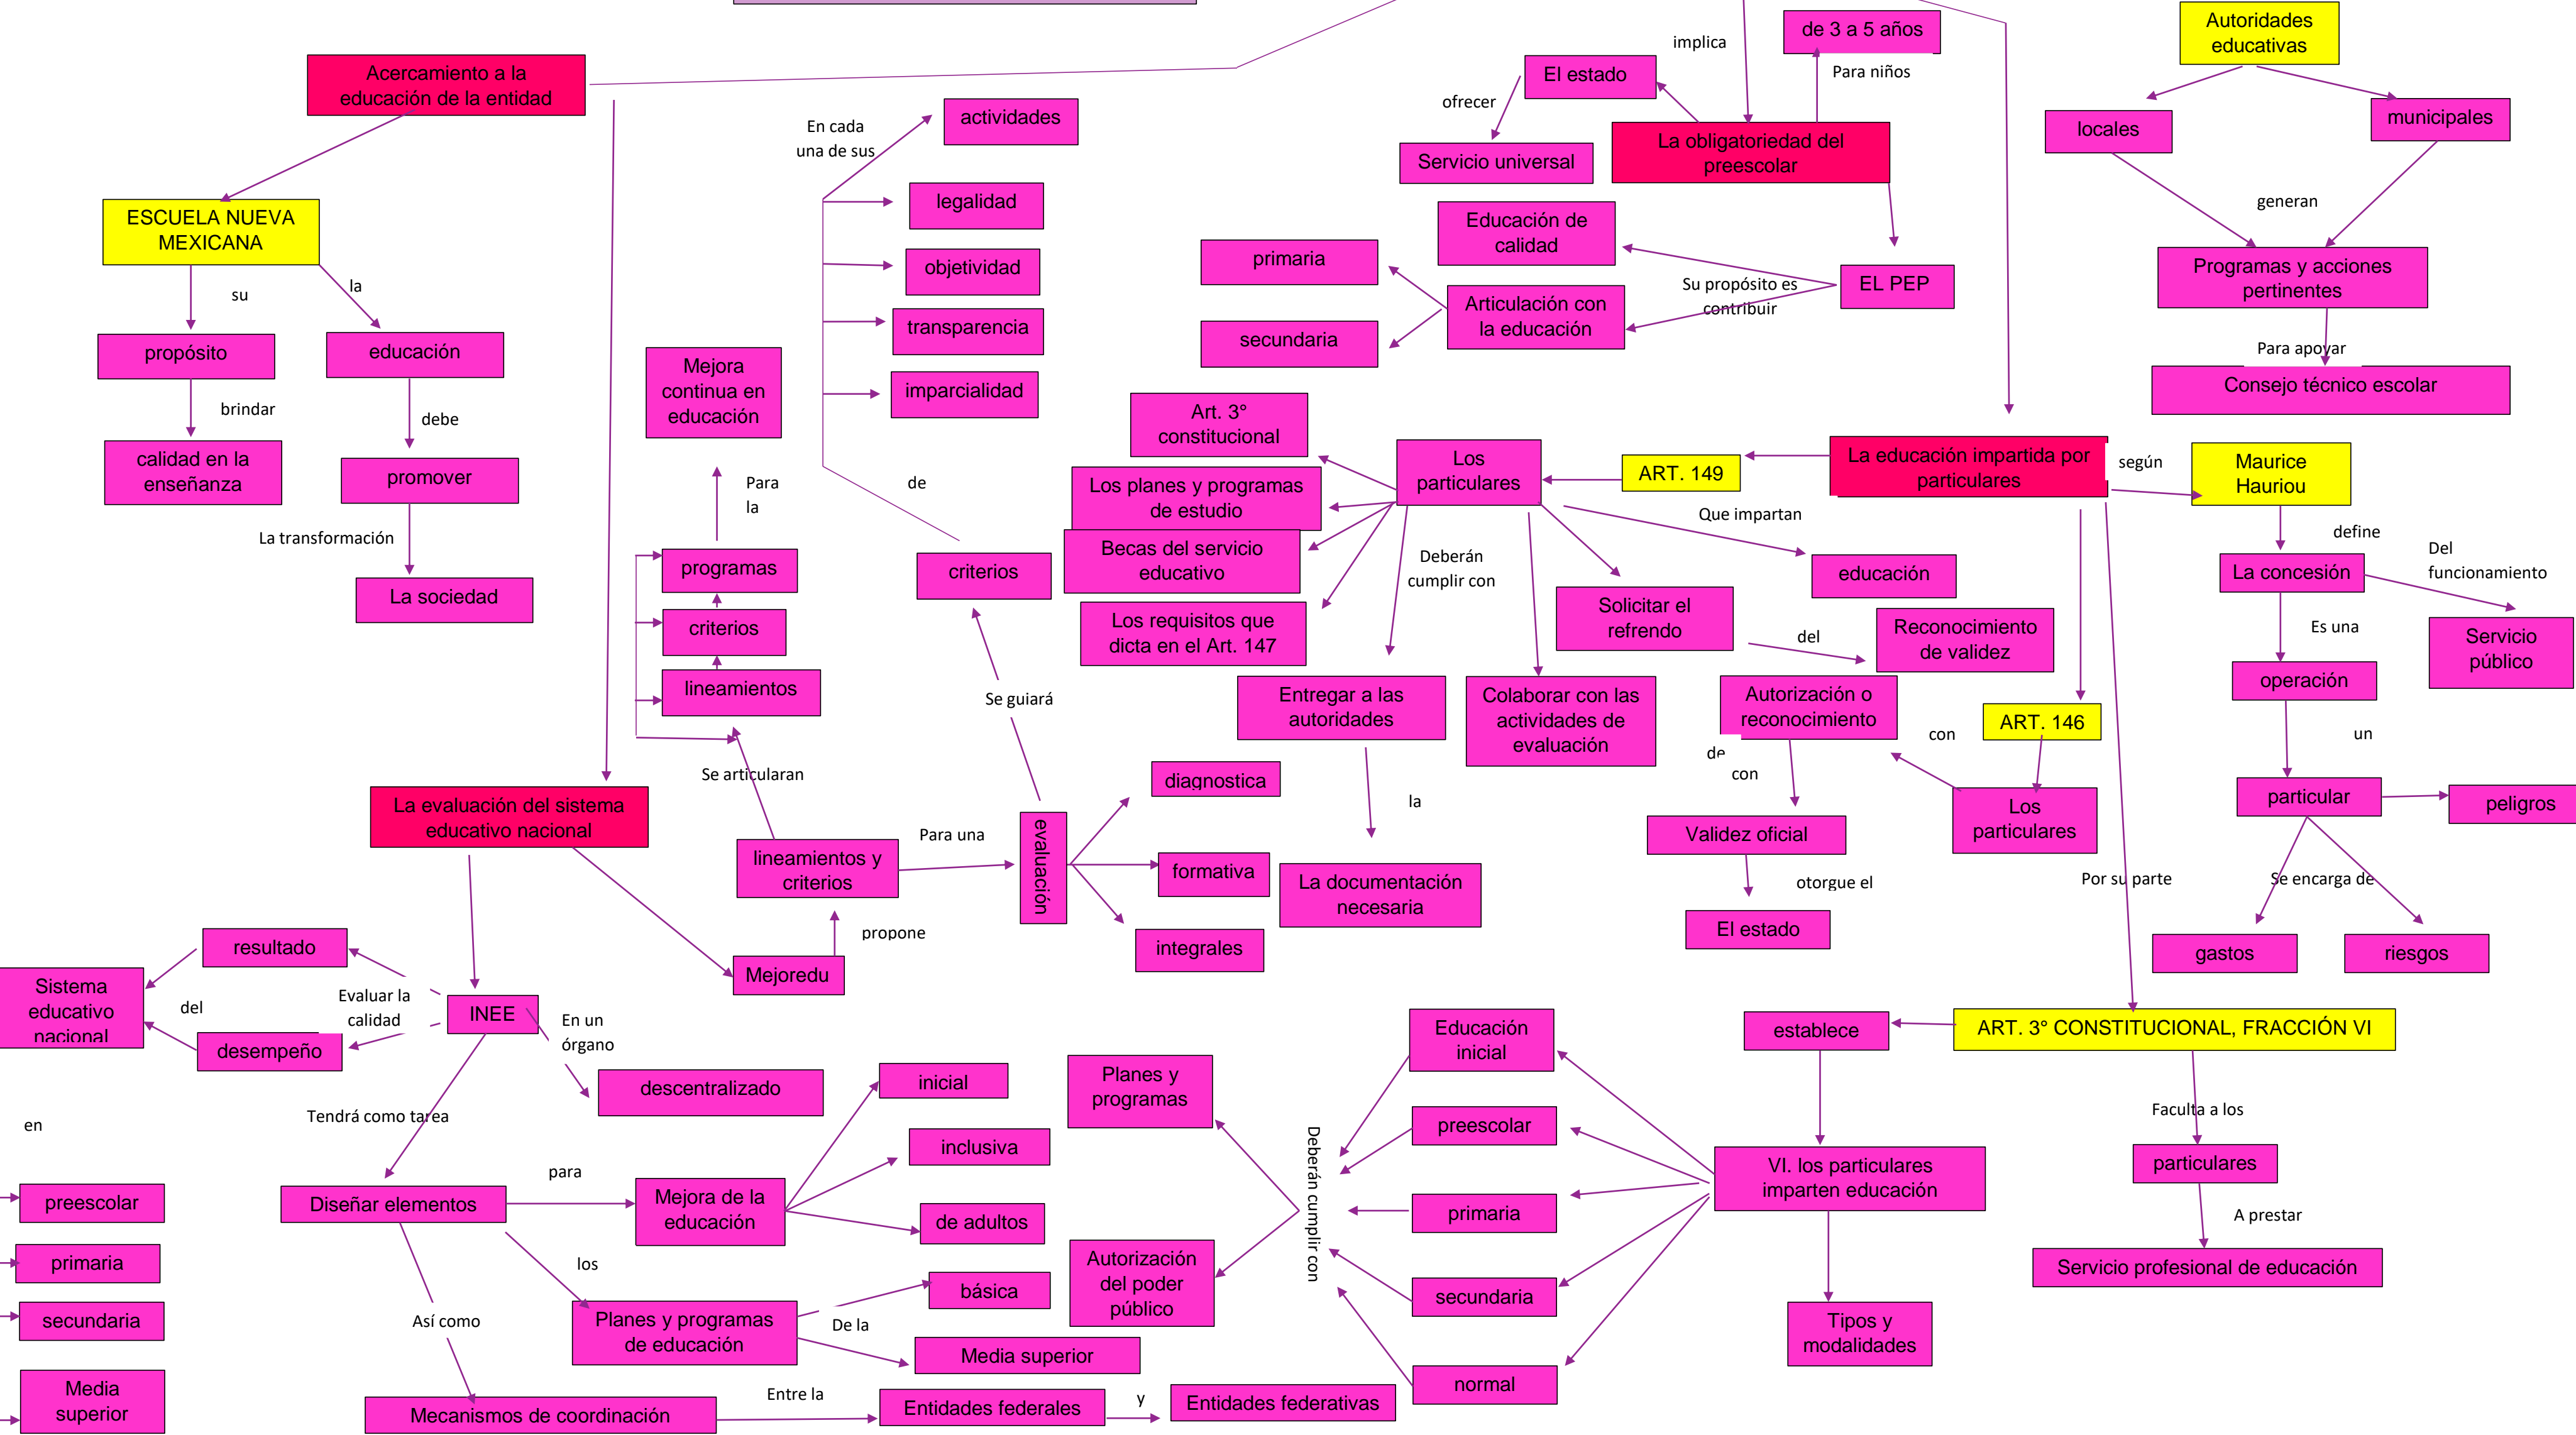 Acercamiento a la
educación de la entidad
ESCUELA NUEVA
MEXICANA
su
la
propósito
educación
brindar
debe
calidad en la
enseñanza
promover
La transformación
La sociedad
En cada
una de sus
actividades
legalidad
objetividad
transparencia
imparcialidad
de
criterios
Mejora
continua en
educación
Para
la
programas
criterios
lineamientos
Se articularan
Se guiará
implica
de 3 a 5 años
Para niños
El estado
ofrecer
Servicio universal
La obligatoriedad del
preescolar
Educación de
calidad
primaria
secundaria
Articulación con
la educación
Su propósito es
contribuir
EL PEP
Autoridades
educativas
locales
municipales
generan
Programas y acciones
pertinentes
Para apoyar
Consejo técnico escolar
Art. 3°
constitucional
Los planes y programas
de estudio
Becas del servicio
educativo
Los requisitos que
dicta en el Art. 147
Los
particulares
ART. 149
La educación impartida por
particulares
según
Maurice
Hauriou
Que impartan
educación
Deberán
cumplir con
Solicitar el
refrendo
del
Reconocimiento
de validez
Entregar a las
autoridades
la
La documentación
necesaria
Colaborar con las
actividades de
evaluación
Autorización o
reconocimiento
de
con
con
ART. 146
Los
particulares
Validez oficial
otorgue el
El estado
define
Del
funcionamiento
La concesión
Es una
Servicio
público
operación
un
particular
peligros
Se encarga de
gastos
riesgos
Por su parte
La evaluación del sistema
educativo nacional
lineamientos y
criterios
Para una
evaluación
diagnostica
formativa
integrales
propone
Mejoredu
resultado
Sistema
educativo
nacional
del
Evaluar la
calidad
desempeño
INEE
En un
órgano
descentralizado
Tendrá como tarea
en
preescolar
primaria
secundaria
Media
superior
Diseñar elementos
para
Mejora de la
educación
inicial
inclusiva
de adultos
los
Planes y programas
de educación
De la
básica
Media superior
Así como
Mecanismos de coordinación
Entre la
Entidades federales
y
Entidades federativas
Planes y
programas
Autorización
del poder
público
Deberán cumplir con
Educación
inicial
preescolar
primaria
secundaria
normal
establece
ART. 3° CONSTITUCIONAL, FRACCIÓN VI
VI. los particulares
imparten educación
Tipos y
modalidades
Faculta a los
particulares
A prestar
Servicio profesional de educación